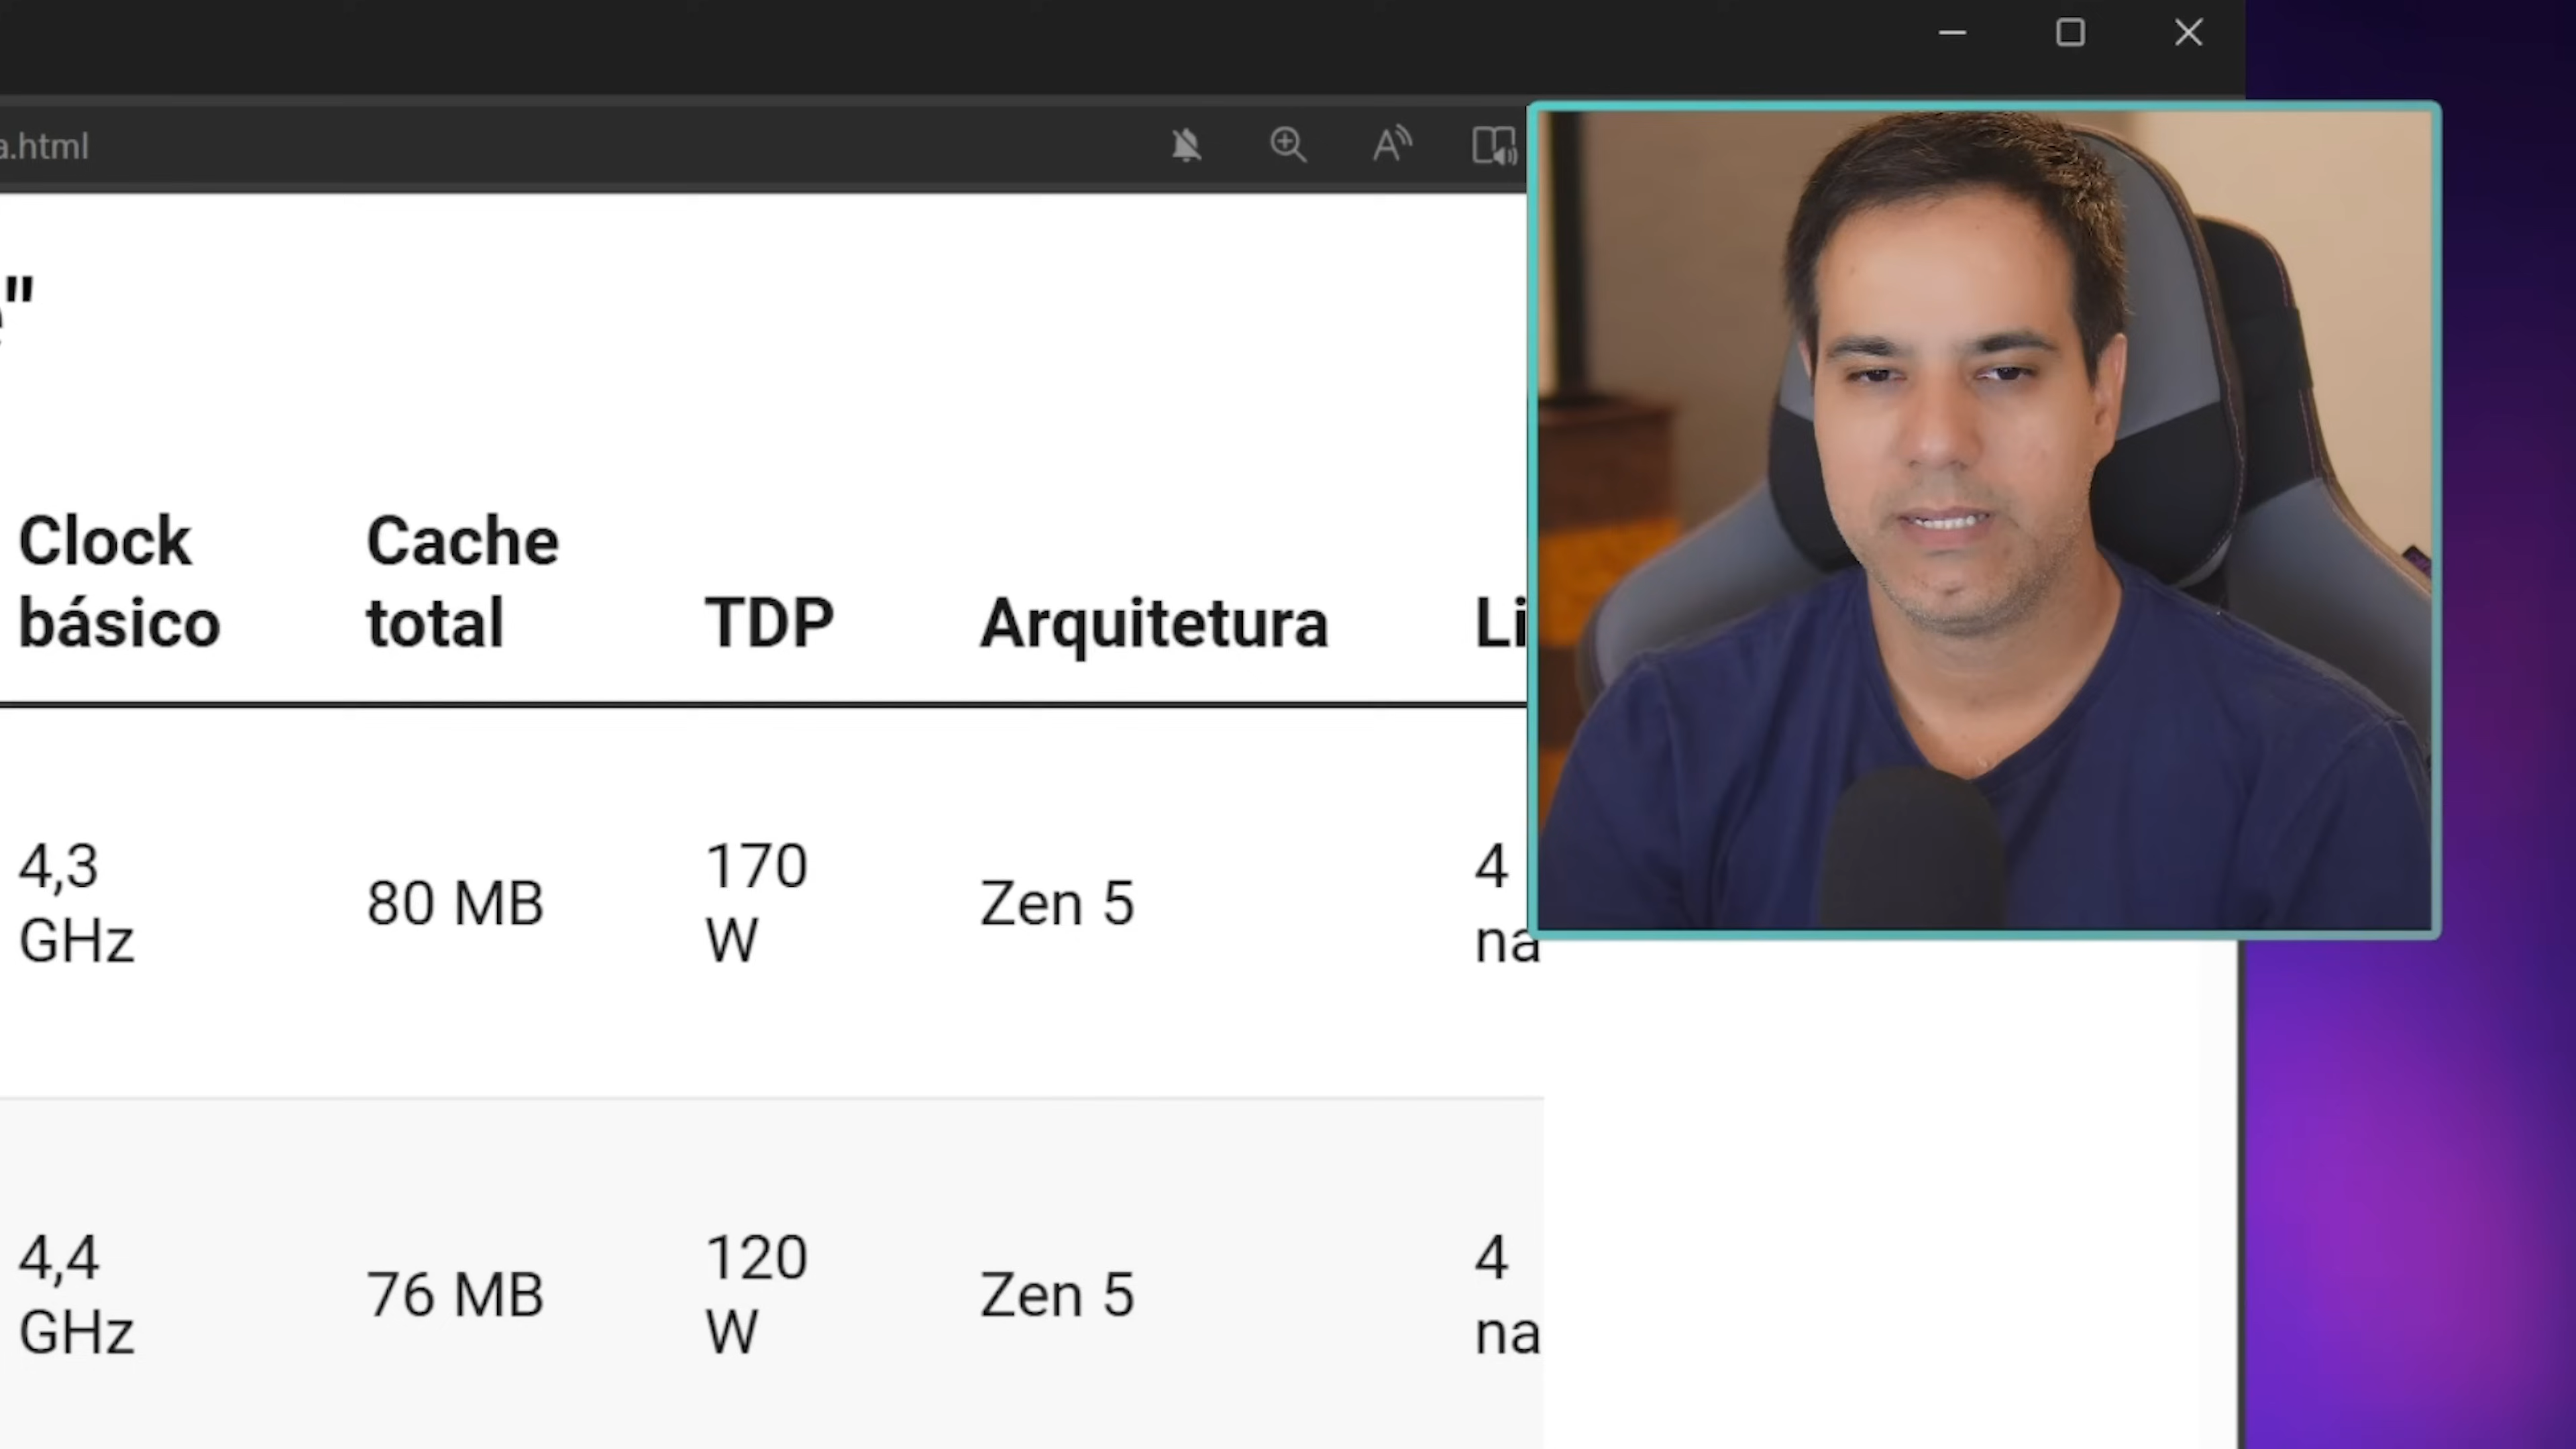 a.html
"
Clock básico
Cache total
TDP
Arquitetura
Li
4,3 GHz
80 MB
170 W
Zen 5
4 na
4,4 GHz
76 MB
120 W
Zen 5
4 na